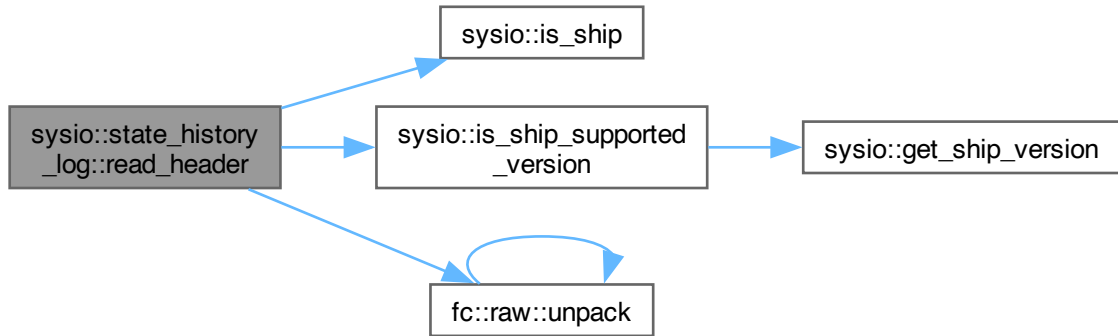 sysio::is_ship
sysio::state_history
_log::read_header
sysio::is_ship_supported
_version
sysio::get_ship_version
fc::raw::unpack